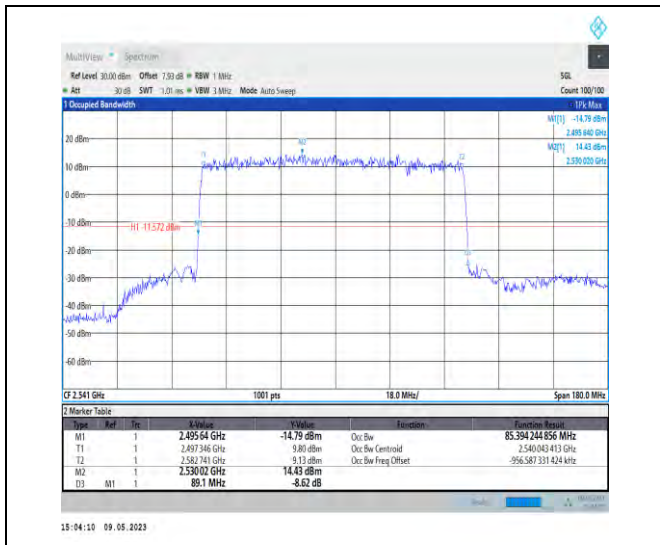 MultiView Spectrum
Ref Level 30.00 dBm Offset 7.93 dB RBW 1 MHz SGL
Att 30 dB SWT 1.01 ms VBW 3 MHz Mode Auto Sweep Count 100/100
1 Occupied Bandwidth 1Pk Max
M1[1] -14.79 dBm
2.495 640 GHz
M2[1] 14.43 dBm
2.530 020 GHz
20 dBm
M2
T1
T2
10 dBm
0 dBm
-10 dBm
H1 -11.572 dBm
M1
-20 dBm
D3
-30 dBm
-40 dBm
-50 dBm
-60 dBm
CF 2.541 GHz 1001 pts 18.0 MHz/ Span 180.0 MHz
2 Marker Table
Type Ref Trc X-Value Y-Value Function Function Result
M1 1 2.49564 GHz -14.79 dBm Occ Bw 85.394 244 856 MHz
T1 1 2.497 346 GHz 9.80 dBm Occ Bw Centroid 2.540 043 413 GHz
T2 1 2.582 741 GHz 9.13 dBm Occ Bw Freq Offset -956.587 331 424 kHz
M2 1 2.53002 GHz 14.43 dBm
D3 M1 1 89.1 MHz -8.62 dB
15:04:10 09.05.2023